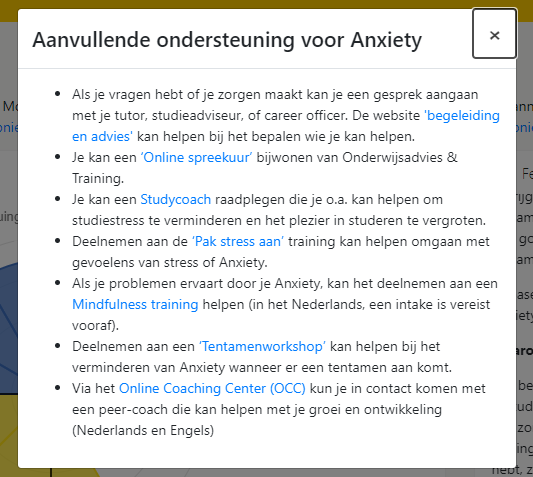 Aanvullende ondersteuning voor Anxiety
×
Als je vragen hebt of je zorgen maakt kan je een gesprek aangaan
met je tutor, studieadviseur, of career officer. De website 'begeleiding
en advies' kan helpen bij het bepalen wie je kan helpen.
Je kan een ‘Online spreekuur’ bijwonen van Onderwijsadvies &
Training.
Je kan een Studycoach raadplegen die je o.a. kan helpen om
studiestress te verminderen en het plezier in studeren te vergroten.
Deelnemen aan de ‘Pak stress aan’ training kan helpen omgaan met
gevoelens van stress of Anxiety.
Als je problemen ervaart door je Anxiety, kan het deelnemen aan een
Mindfulness training helpen (in het Nederlands, een intake is vereist
vooraf).
Deelnemen aan een ‘Tentamenworkshop’ kan helpen bij het
verminderen van Anxiety wanneer er een tentamen aan komt.
Via het Online Coaching Center (OCC) kun je in contact komen met
een peer-coach die kan helpen met je groei en ontwikkeling
(Nederlands en Engels)